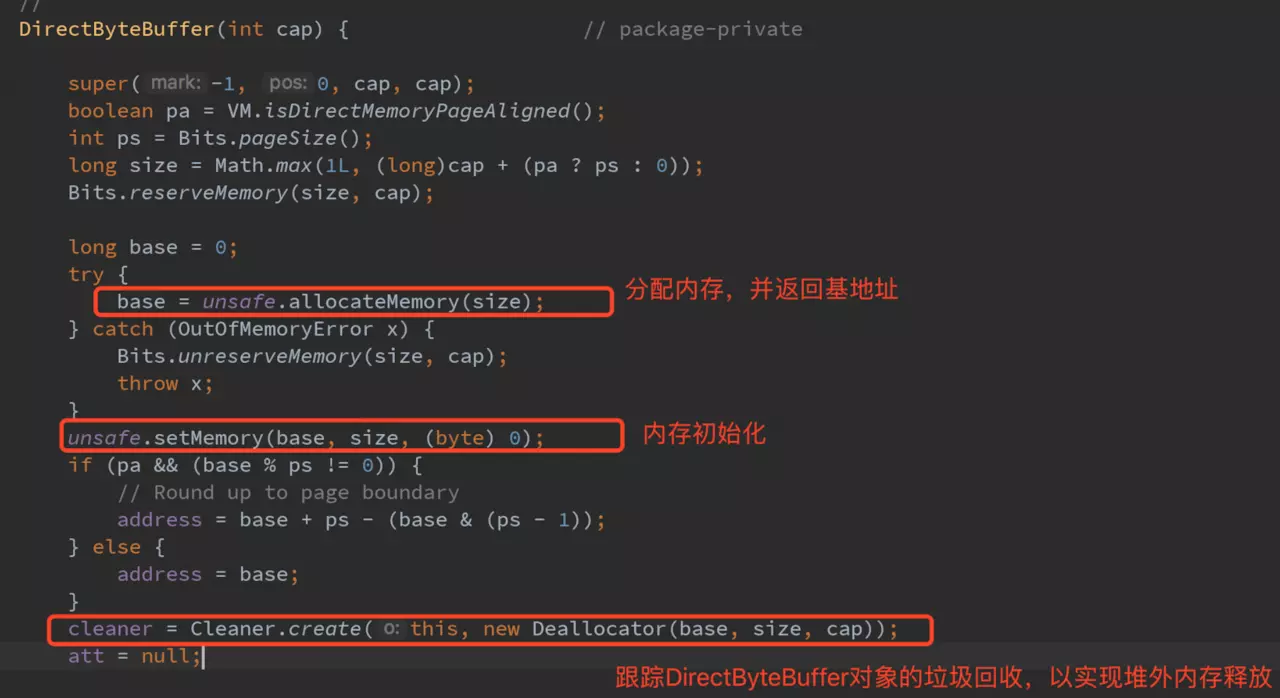 //
DirectByteBuffer(int cap) { // package-private
super( mark: -1, pos: 0, cap, cap);
boolean pa = VM.isDirectMemoryPageAligned();
int ps = Bits.pageSize();
long size = Math.max(1L, (long)cap + (pa ? ps : 0));
Bits.reserveMemory(size, cap);
long base = 0;
try {
base = unsafe.allocateMemory(size); 分配内存，并返回基地址
} catch (OutOfMemoryError x) {
Bits.unreserveMemory(size, cap);
throw x;
}
unsafe.setMemory(base, size, (byte) 0); 内存初始化
if (pa && (base % ps != 0)) {
// Round up to page boundary
address = base + ps - (base & (ps - 1));
} else {
address = base;
}
cleaner = Cleaner.create( o: this, new Deallocator(base, size, cap));
att = null;
跟踪DirectByteBuffer对象的垃圾回收，以实现堆外内存释放